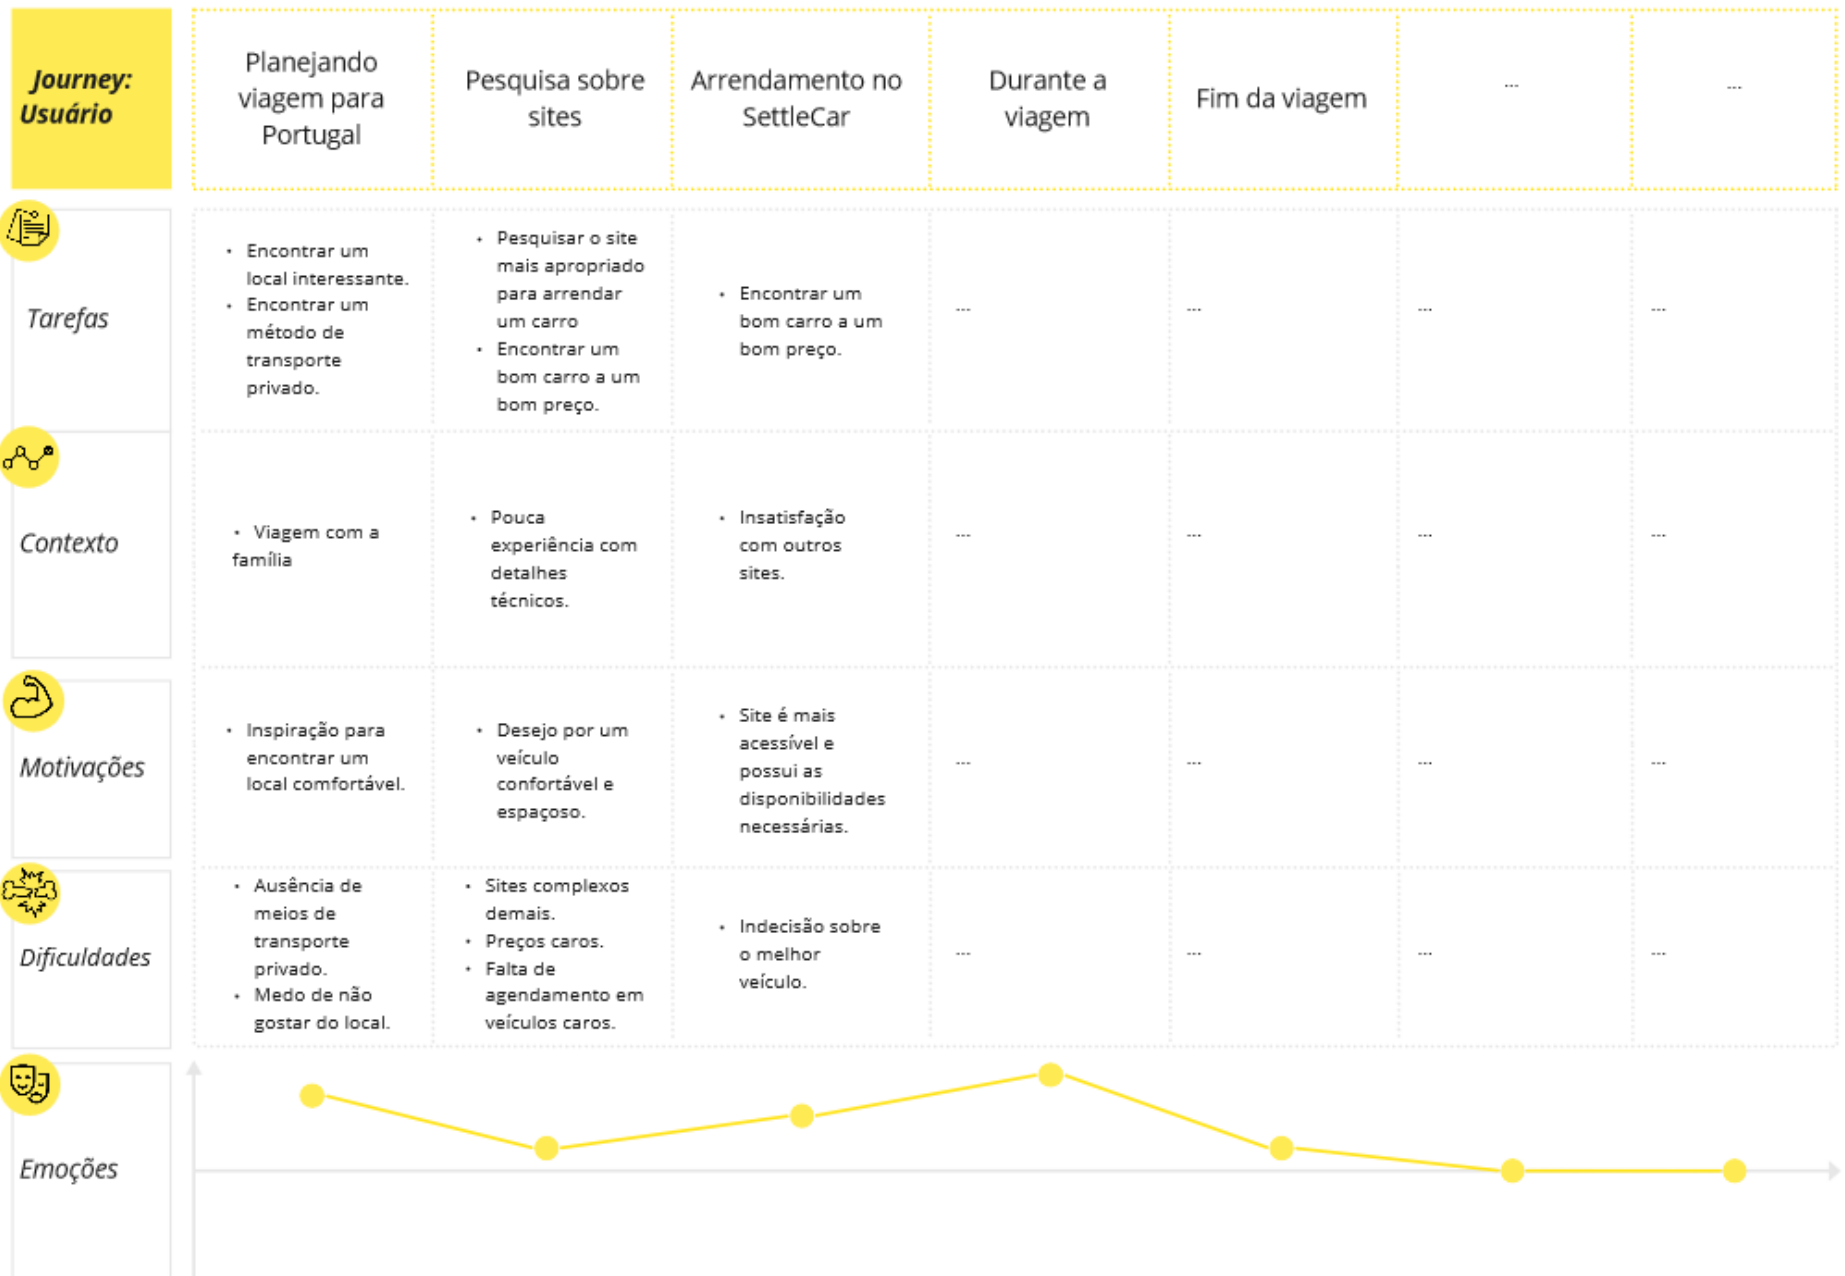 Journey:
Usuário
Planejando
viagem para
Portugal
Pesquisa sobre
sites
Arrendamento no
SettleCar
Durante a
viagem
Fim da viagem
...
...
Tarefas
• Encontrar um
local interessante.
• Encontrar um
método de
transporte
privado.
• Pesquisar o site
mais apropriado
para arrendar
um carro
• Encontrar um
bom carro a um
bom preço.
• Encontrar um
bom carro a um
bom preço.
...
...
...
...
Contexto
• Viagem com a
família
• Pouca
experiência com
detalhes
técnicos.
• Insatisfação
com outros
sites.
...
...
...
...
Motivações
• Inspiração para
encontrar um
local comfortável.
• Desejo por um
veículo
confortável e
espaçoso.
• Site é mais
acessível e
possui as
disponibilidades
necessárias.
...
...
...
...
Dificuldades
• Ausência de
meios de
transporte
privado.
• Medo de não
gostar do local.
• Sites complexos
demais.
• Preços caros.
• Falta de
agendamento em
veículos caros.
• Indecisão sobre
o melhor
veículo.
...
...
...
...
Emoções